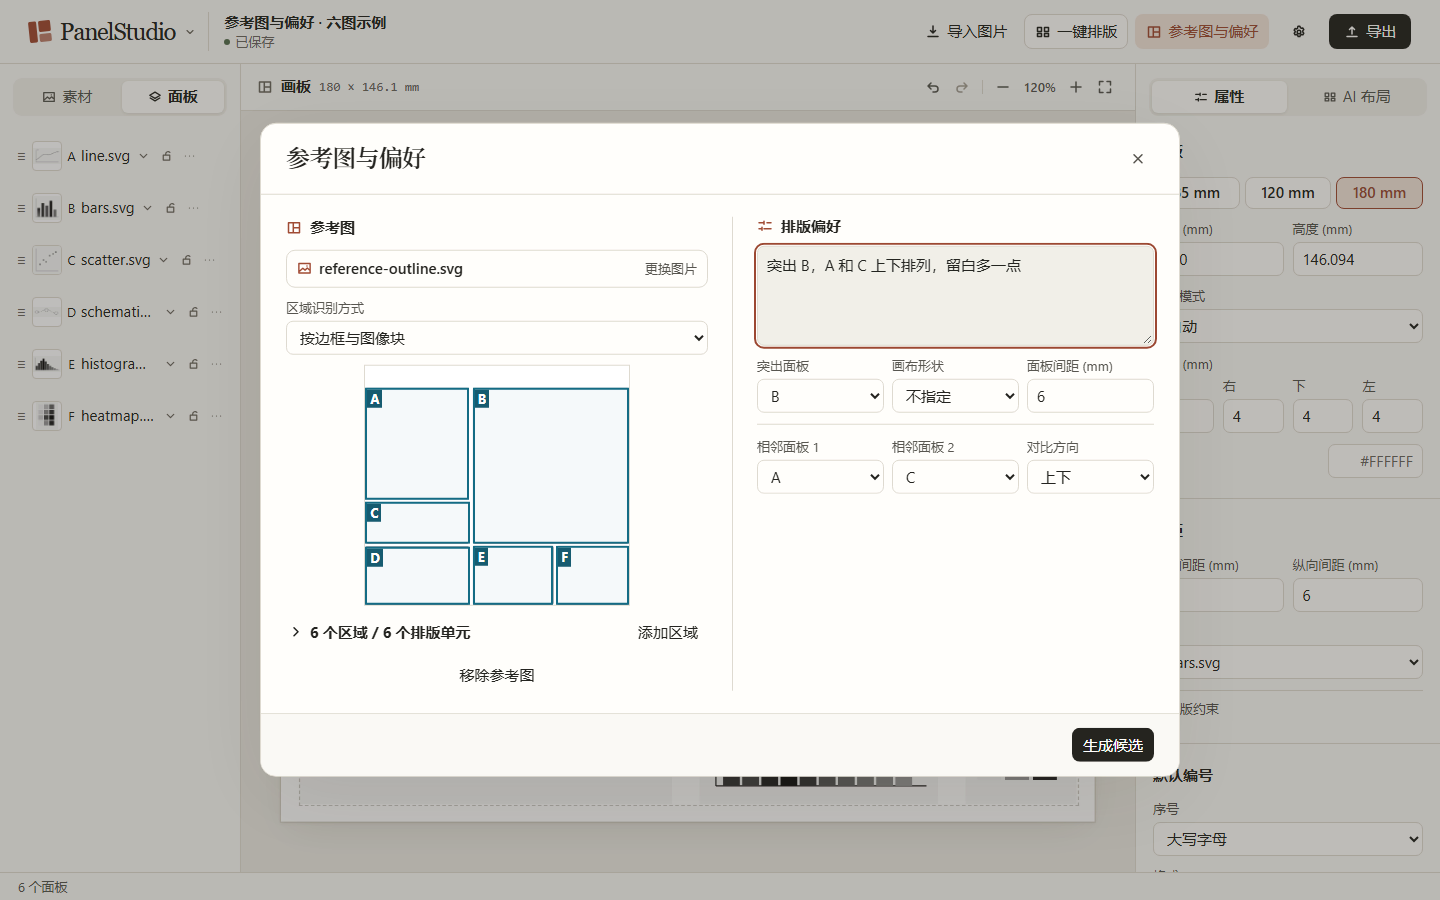 PanelStudio
参考图与偏好 · 六图示例
已保存
导入图片
一键排版
参考图与偏好
导出
素材
面板
画板 180 x 146.1 mm
120%
属性
AI 布局
A line.svg
B bars.svg
C scatter.svg
D schemati...
E histogra...
F heatmap....
参考图与偏好
参考图
reference-outline.svg
更换图片
区域识别方式
按边框与图像块
A
B
C
D
E
F
6 个区域 / 6 个排版单元
添加区域
移除参考图
排版偏好
突出 B，A 和 C 上下排列，留白多一点
突出面板
画布形状
面板间距 (mm)
B
不指定
6
相邻面板 1
相邻面板 2
对比方向
A
C
上下
生成候选
5 mm
120 mm
180 mm
(mm)
高度 (mm)
0
146.094
模式
动
(mm)
右
下
左
4
4
4
#FFFFFF
间距 (mm)
纵向间距 (mm)
6
ars.svg
版约束
默认编号
序号
大写字母
6 个面板